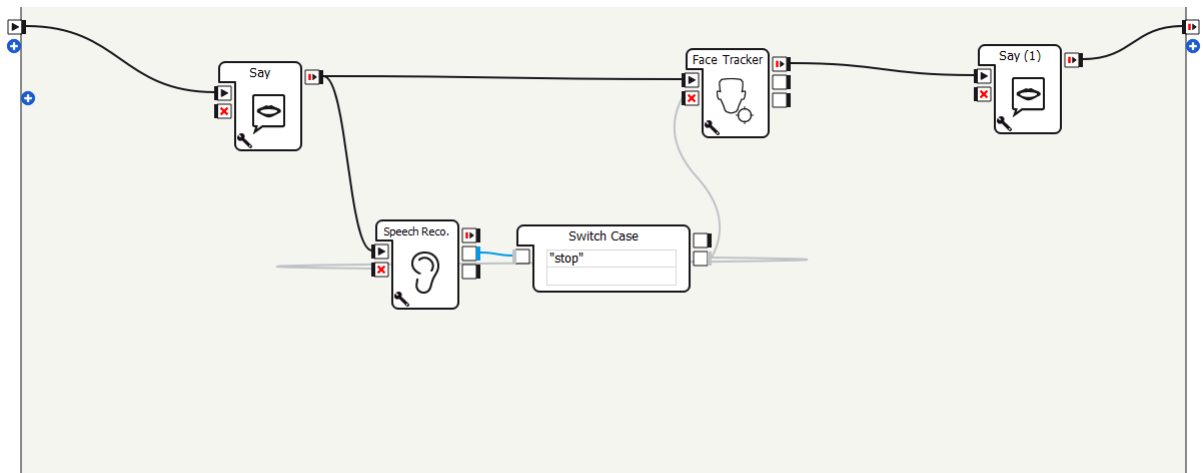 Say
Face Tracker
Say (1)
Speech Reco.
Switch Case
"stop"